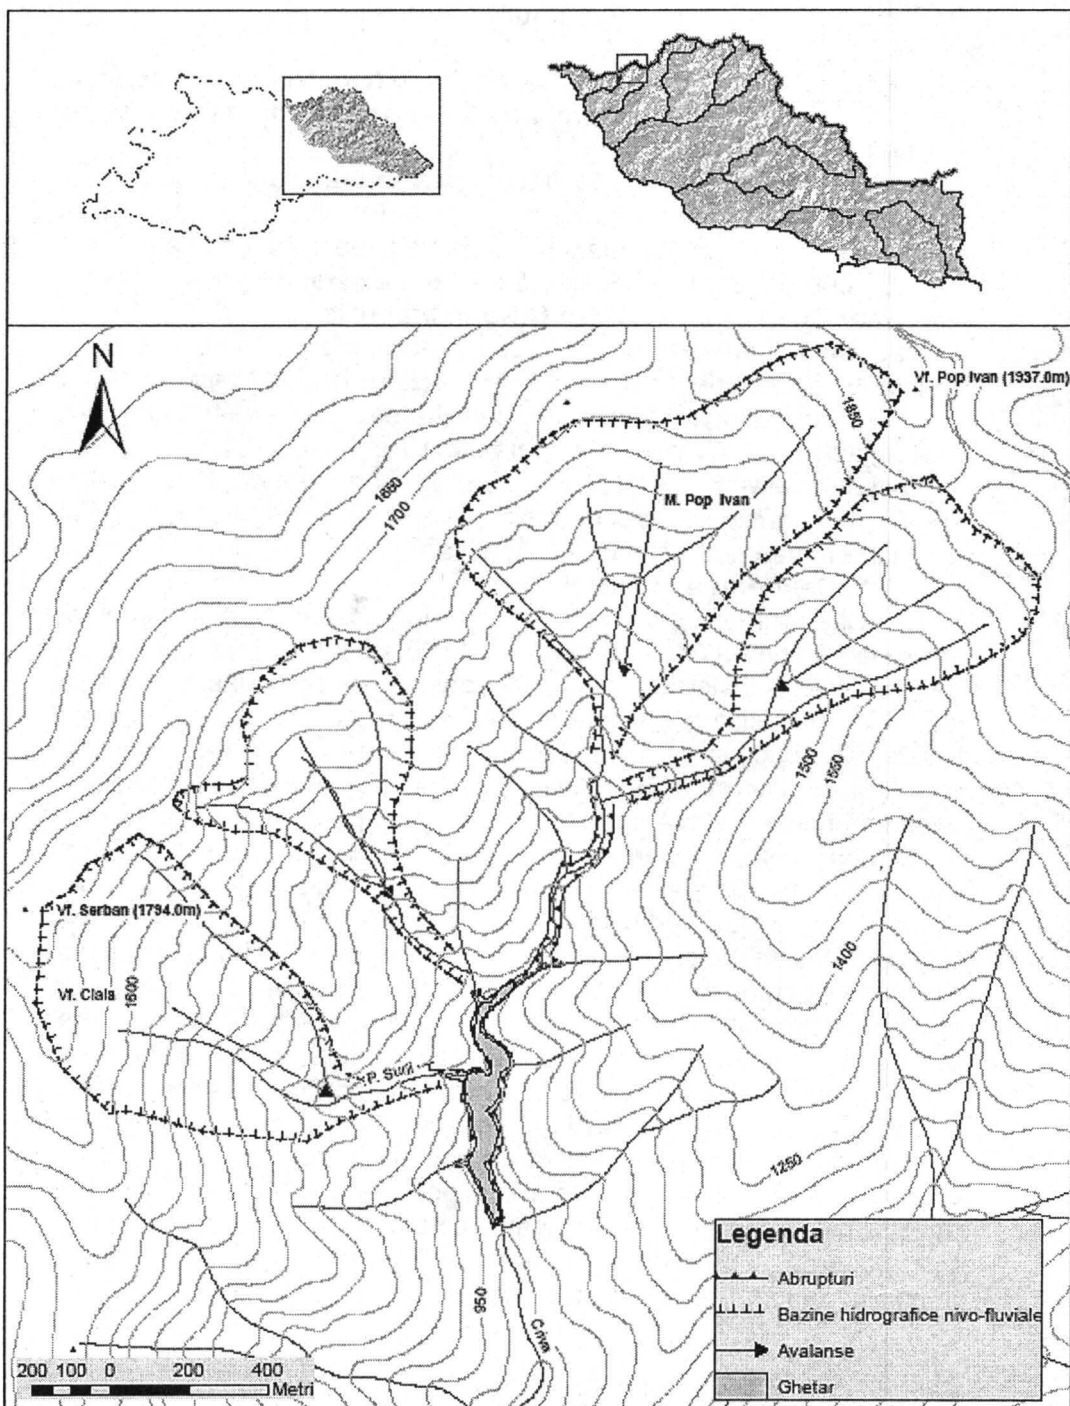 N
Vf. Pop Ivan (1937.0m)
1850
1650
1700
M. Pop Ivan
1500
1550
Vf. Serban (1794.0m)
1400
Vf. Ciala
1600
P. Surii
1250
950
Criva
Legenda
Abrupturi
Bazine hidrografice nivo-fluviale
Avalanse
Ghetar
200 100 0 200 400
Metri